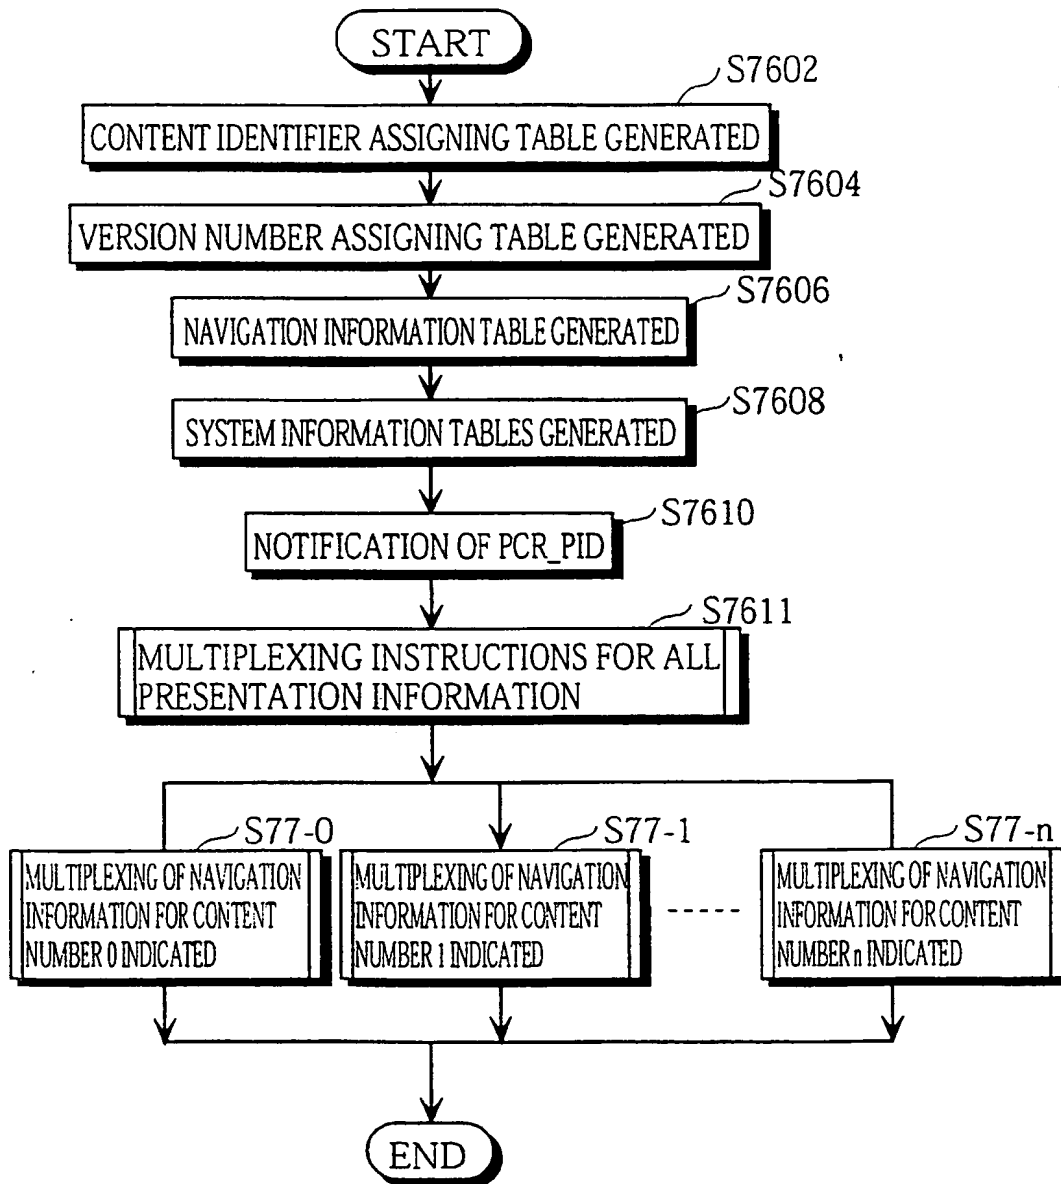 START
S7602
CONTENT IDENTIFIER ASSIGNING TABLE GENERATED
S7604
VERSION NUMBER ASSIGNING TABLE GENERATED
S7606
NAVIGATION INFORMATION TABLE GENERATED
S7608
SYSTEM INFORMATION TABLES GENERATED
S7610
NOTIFICATION OF PCR_PID
S7611
MULTIPLEXING INSTRUCTIONS FOR ALL
PRESENTATION INFORMATION
S77-0
MULTIPLEXING OF NAVIGATION
INFORMATION FOR CONTENT
NUMBER 0 INDICATED
S77-1
MULTIPLEXING OF NAVIGATION
INFORMATION FOR CONTENT
NUMBER 1 INDICATED
S77-n
MULTIPLEXING OF NAVIGATION
INFORMATION FOR CONTENT
NUMBER n INDICATED
END